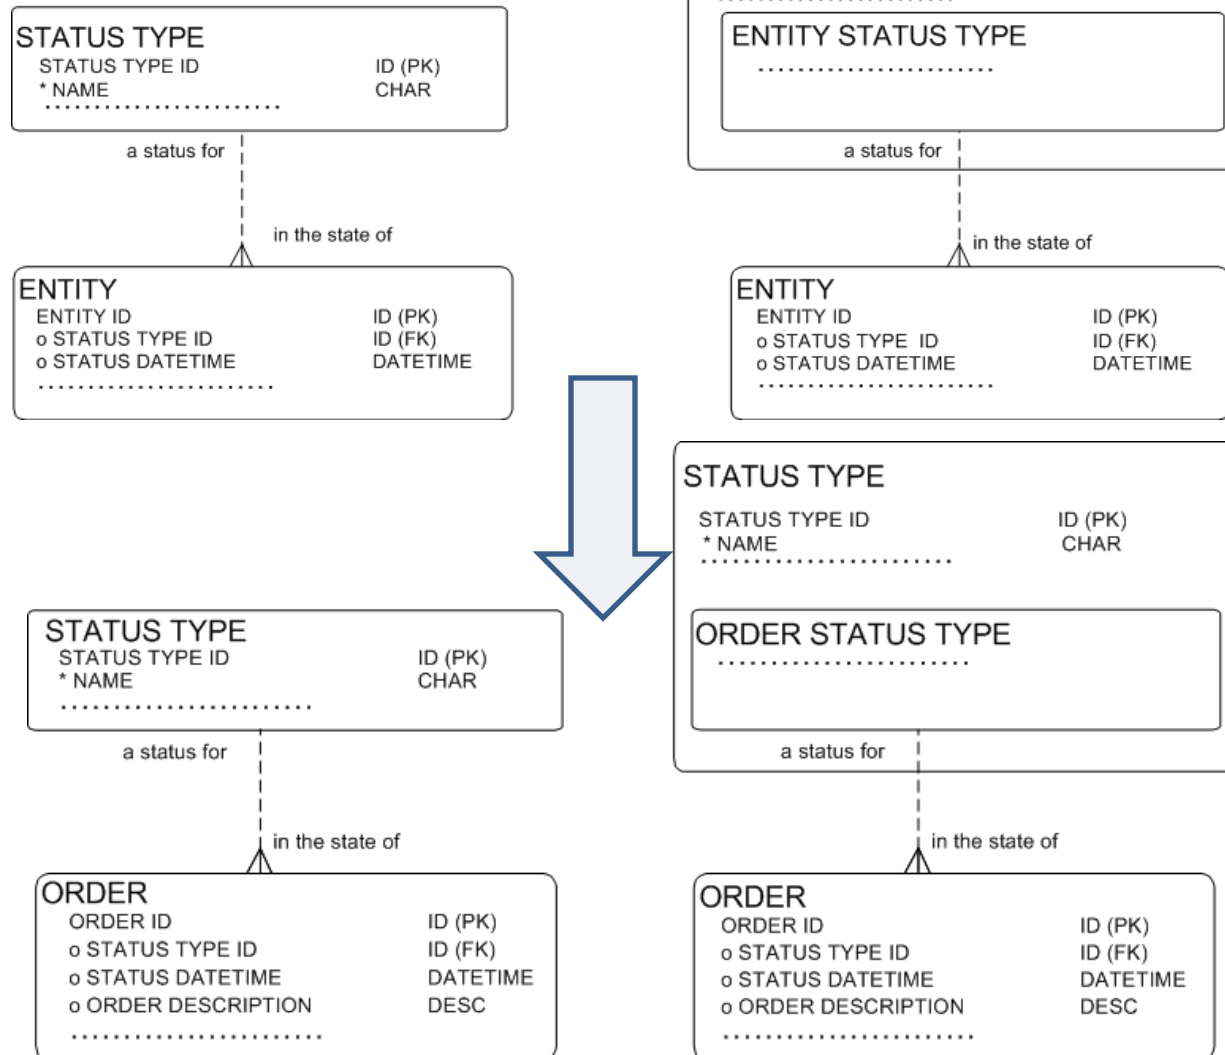 STATUS TYPE
STATUS TYPE ID ID (PK)
* NAME CHAR
a status for
in the state of
ENTITY
ENTITY ID ID (PK)
o STATUS TYPE ID ID (FK)
o STATUS DATETIME DATETIME
ENTITY STATUS TYPE
a status for
in the state of
ENTITY
ENTITY ID ID (PK)
o STATUS TYPE ID ID (FK)
o STATUS DATETIME DATETIME
STATUS TYPE
STATUS TYPE ID ID (PK)
* NAME CHAR
a status for
in the state of
ORDER
ORDER ID ID (PK)
o STATUS TYPE ID ID (FK)
o STATUS DATETIME DATETIME
o ORDER DESCRIPTION DESC
STATUS TYPE
STATUS TYPE ID ID (PK)
* NAME CHAR
ORDER STATUS TYPE
a status for
in the state of
ORDER
ORDER ID ID (PK)
o STATUS TYPE ID ID (FK)
o STATUS DATETIME DATETIME
o ORDER DESCRIPTION DESC